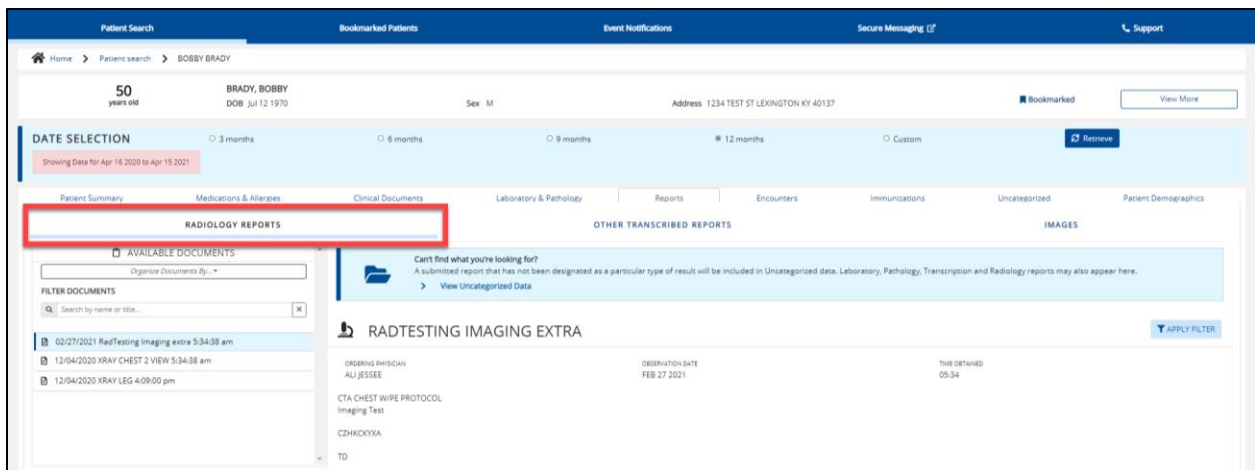 Patient Search Bookmarked Patients Event Notifications Secure Messaging Support
Home > Patient search > BOBBY BRADY
50
years old
BRADY, BOBBY
DOB Jul 12 1970
Sex M
Address 1234 TEST ST LEXINGTON KY 40137
Bookmarked
View More
DATE SELECTION 3 months 6 months 9 months 12 months Custom Retrieve
Showing Data for Apr 16 2020 to Apr 15 2021
Patient Summary Medications & Allergies Clinical Documents Laboratory & Pathology Reports Encounters Immunizations Uncategorized Patient Demographics
RADIOLOGY REPORTS OTHER TRANSCRIBED REPORTS IMAGES
AVAILABLE DOCUMENTS
Organize Documents By...
FILTER DOCUMENTS
Search by name or title...
02/27/2021 RadTesting Imaging extra 5:34:38 am
12/04/2020 XRAY CHEST 2 VIEW 5:34:38 am
12/04/2020 XRAY LEG 4:09:00 pm
Can't find what you're looking for?
A submitted report that has not been designated as a particular type of result will be included in Uncategorized data. Laboratory, Pathology, Transcription and Radiology reports may also appear here.
> View Uncategorized Data
RADTESTING IMAGING EXTRA
APPLY FILTER
ORDERING PHYSICIAN OBSERVATION DATE TIME OBTAINED
ALI JESSEE FEB 27 2021 05:34
CTA CHEST W/PE PROTOCOL
Imaging Test
CZHKCKYXA
TD